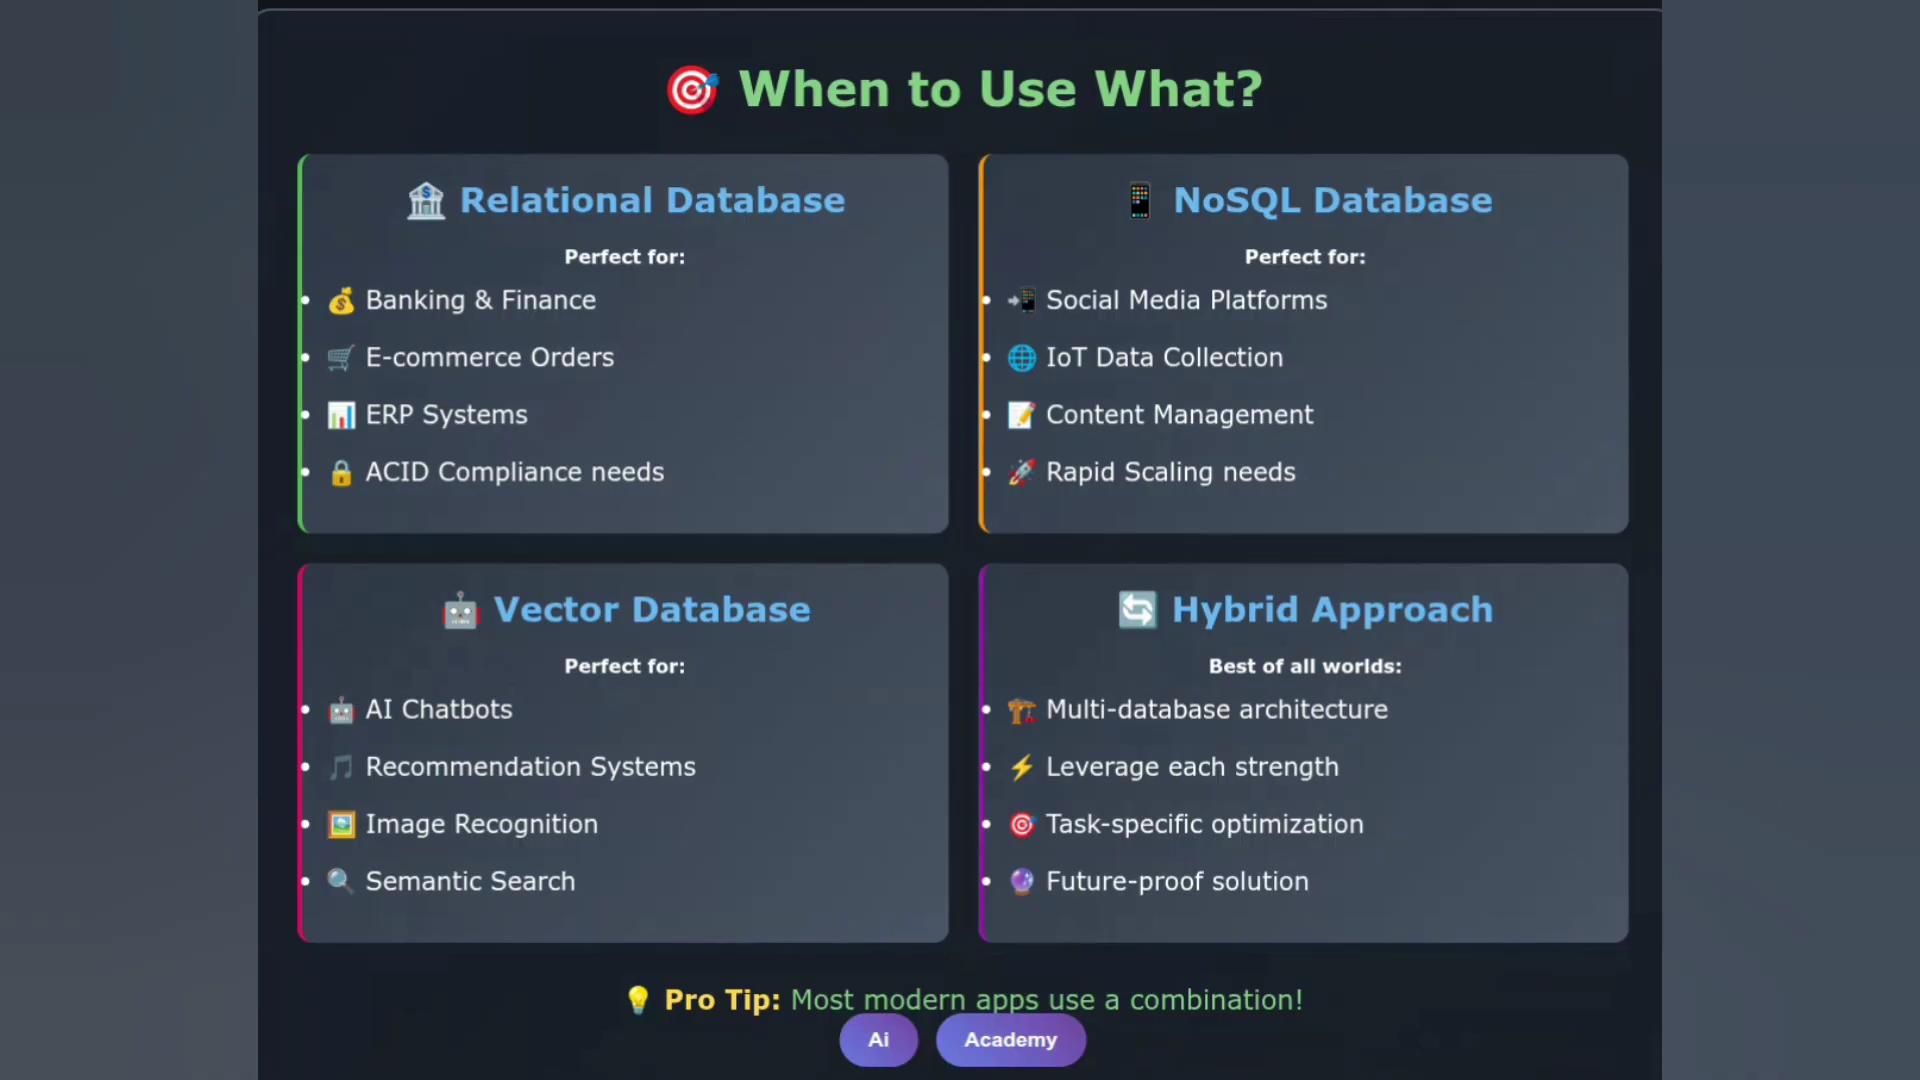 🎯 When to Use What?
🏦 Relational Database
Perfect for:
• 💰 Banking & Finance
• 🛒 E-commerce Orders
• 📊 ERP Systems
• 🔒 ACID Compliance needs
📱 NoSQL Database
Perfect for:
• 📲 Social Media Platforms
• 🌐 IoT Data Collection
• 📝 Content Management
• 🚀 Rapid Scaling needs
🤖 Vector Database
Perfect for:
• 🤖 AI Chatbots
• 🎵 Recommendation Systems
• 🖼️ Image Recognition
• 🔍 Semantic Search
🔄 Hybrid Approach
Best of all worlds:
• 🏗️ Multi-database architecture
• ⚡ Leverage each strength
• 🎯 Task-specific optimization
• 🔮 Future-proof solution
💡 Pro Tip: Most modern apps use a combination!
Ai
Academy